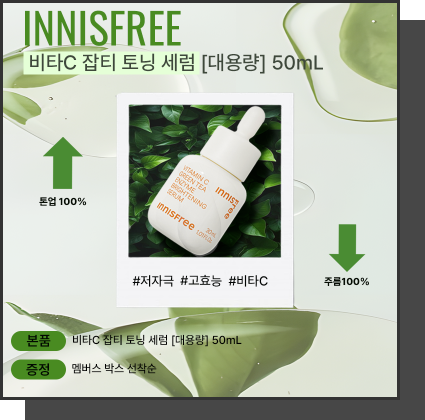 INNISFREE
비타C 잡티 토닝 세럼 [대용량] 50mL
VITAMIN C
GREEN TEA
ENZYME
BRIGHTENING
SERUM
innisfree
innisfree
톤업 100%
주름100%
#저자극 #고효능 #비타C
본품 비타C 잡티 토닝 세럼 [대용량] 50mL
증정 멤버스 박스 선착순